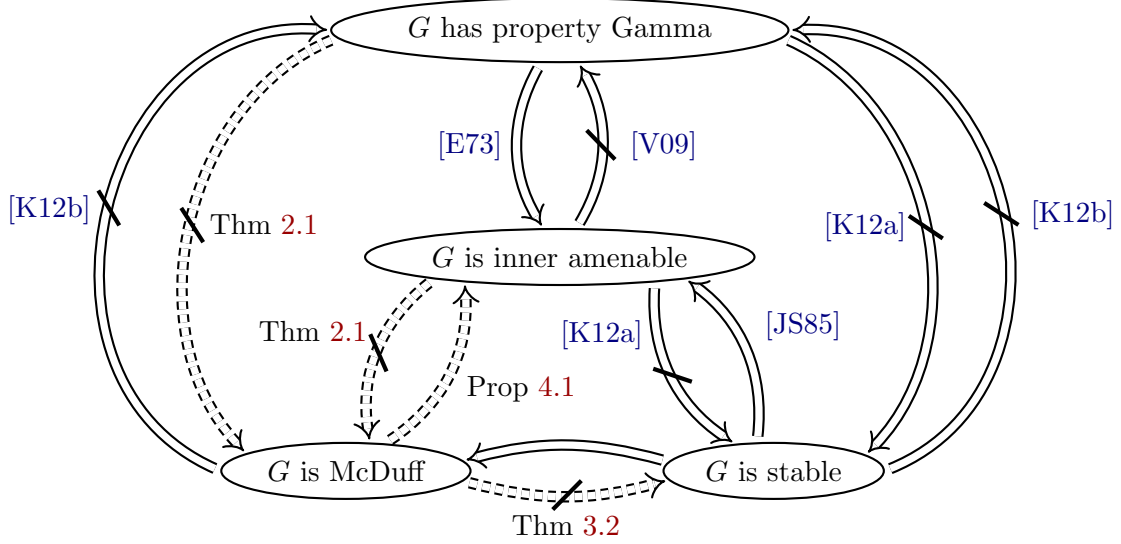 G has property Gamma
[E73]
[V09]
[K12b]
Thm 2.1
[K12a]
[K12b]
G is inner amenable
Thm 2.1
[K12a]
[JS85]
Prop 4.1
G is McDuff
G is stable
Thm 3.2